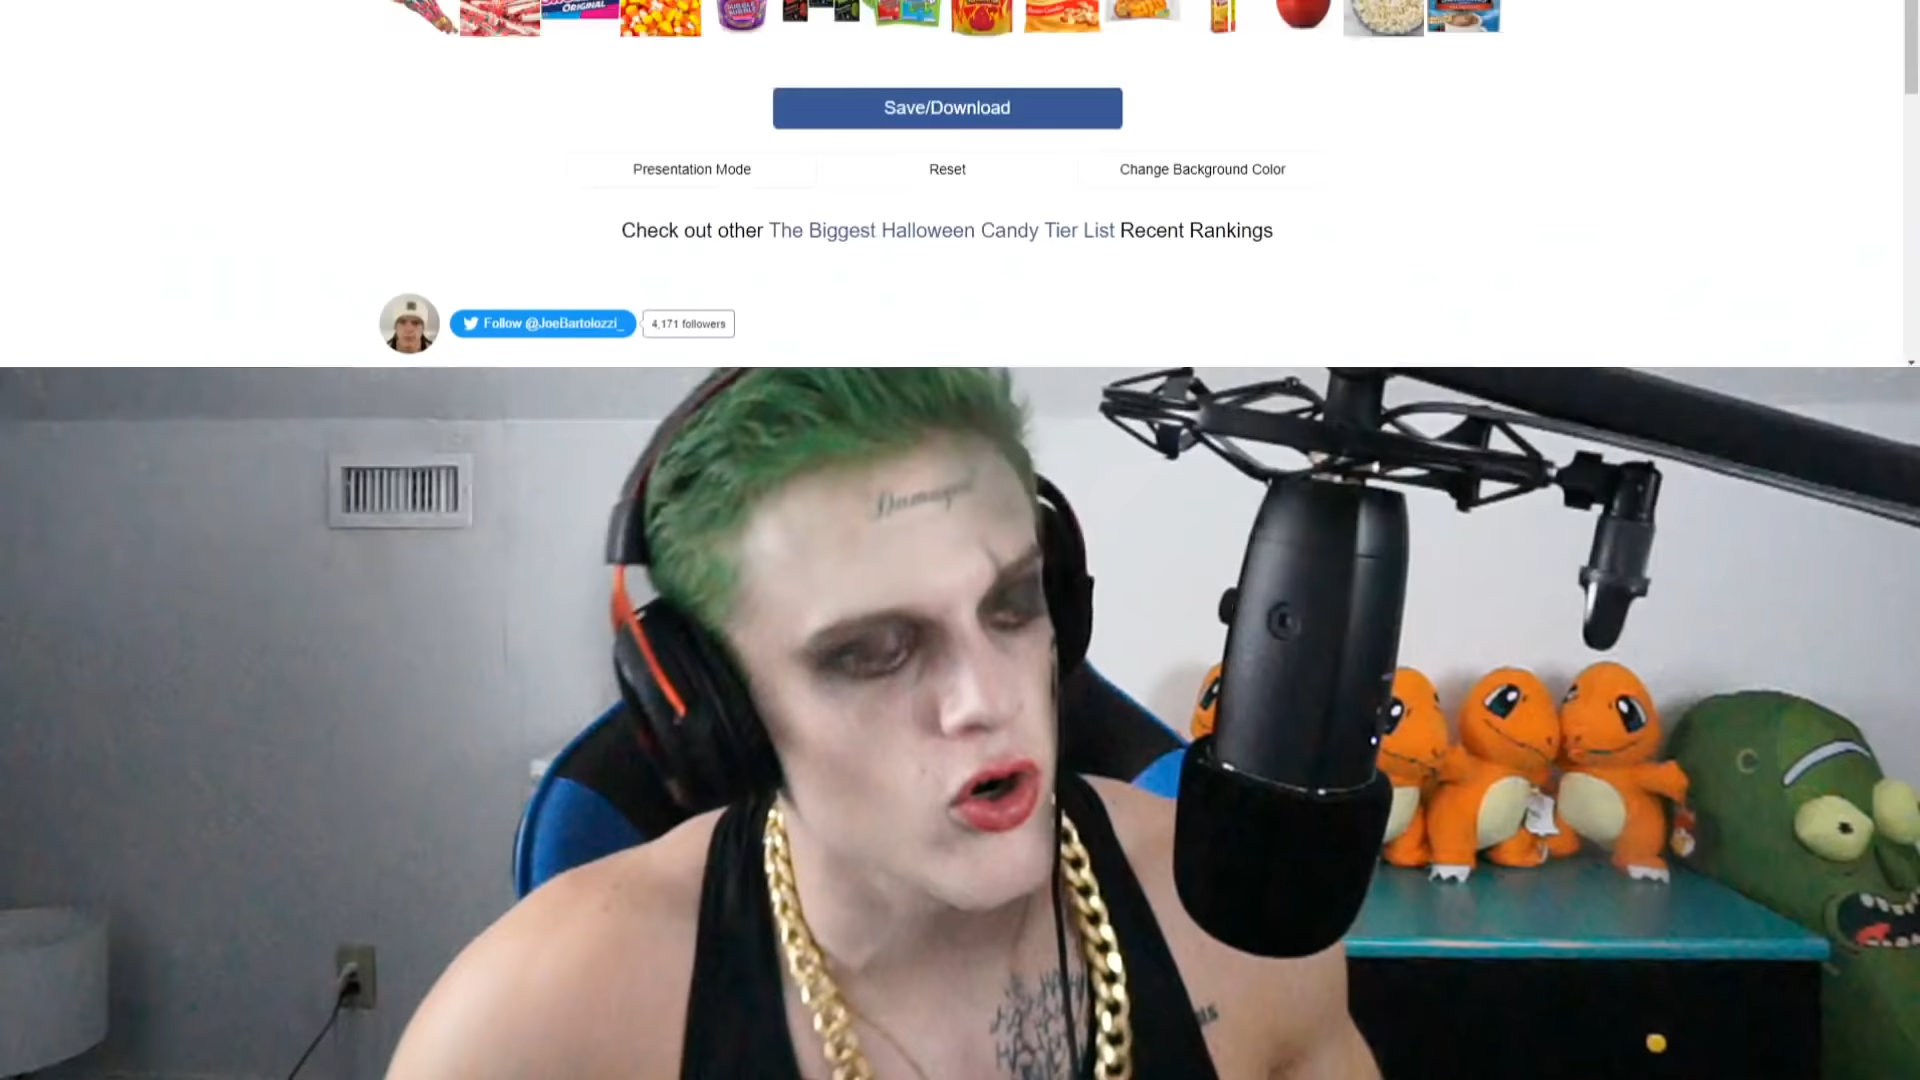 ORIGINAL
Save/Download
Presentation Mode
Reset
Change Background Color
Check out other The Biggest Halloween Candy Tier List Recent Rankings
Follow @JoeBartolozzi_
4,171 followers
Damaged